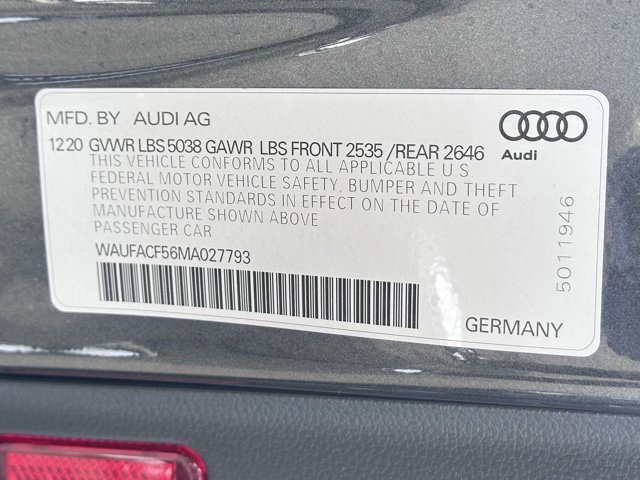 MFD. BY AUDI AG
12 20 GVWR LBS 5038 GAWR LBS FRONT 2535 /REAR 2646
THIS VEHICLE CONFORMS TO ALL APPLICABLE U S
FEDERAL MOTOR VEHICLE SAFETY, BUMPER AND THEFT
PREVENTION STANDARDS IN EFFECT ON THE DATE OF
MANUFACTURE SHOWN ABOVE
PASSENGER CAR
WAUFACF56MA027793
Audi
5011946
GERMANY